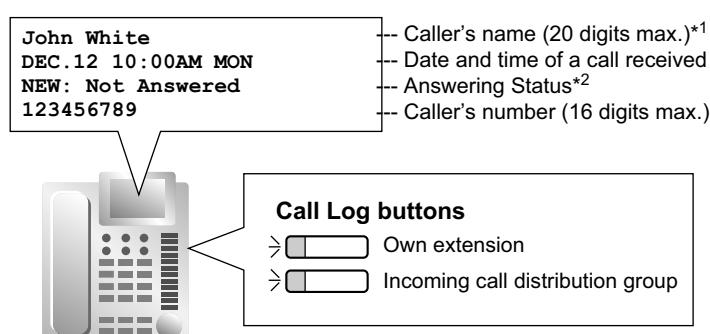 John White --- Caller's name (20 digits max.)*1
DEC.12 10:00AM MON --- Date and time of a call received
NEW: Not Answered --- Answering Status*2
123456789 --- Caller's number (16 digits max.)
Call Log buttons
Own extension
Incoming call distribution group